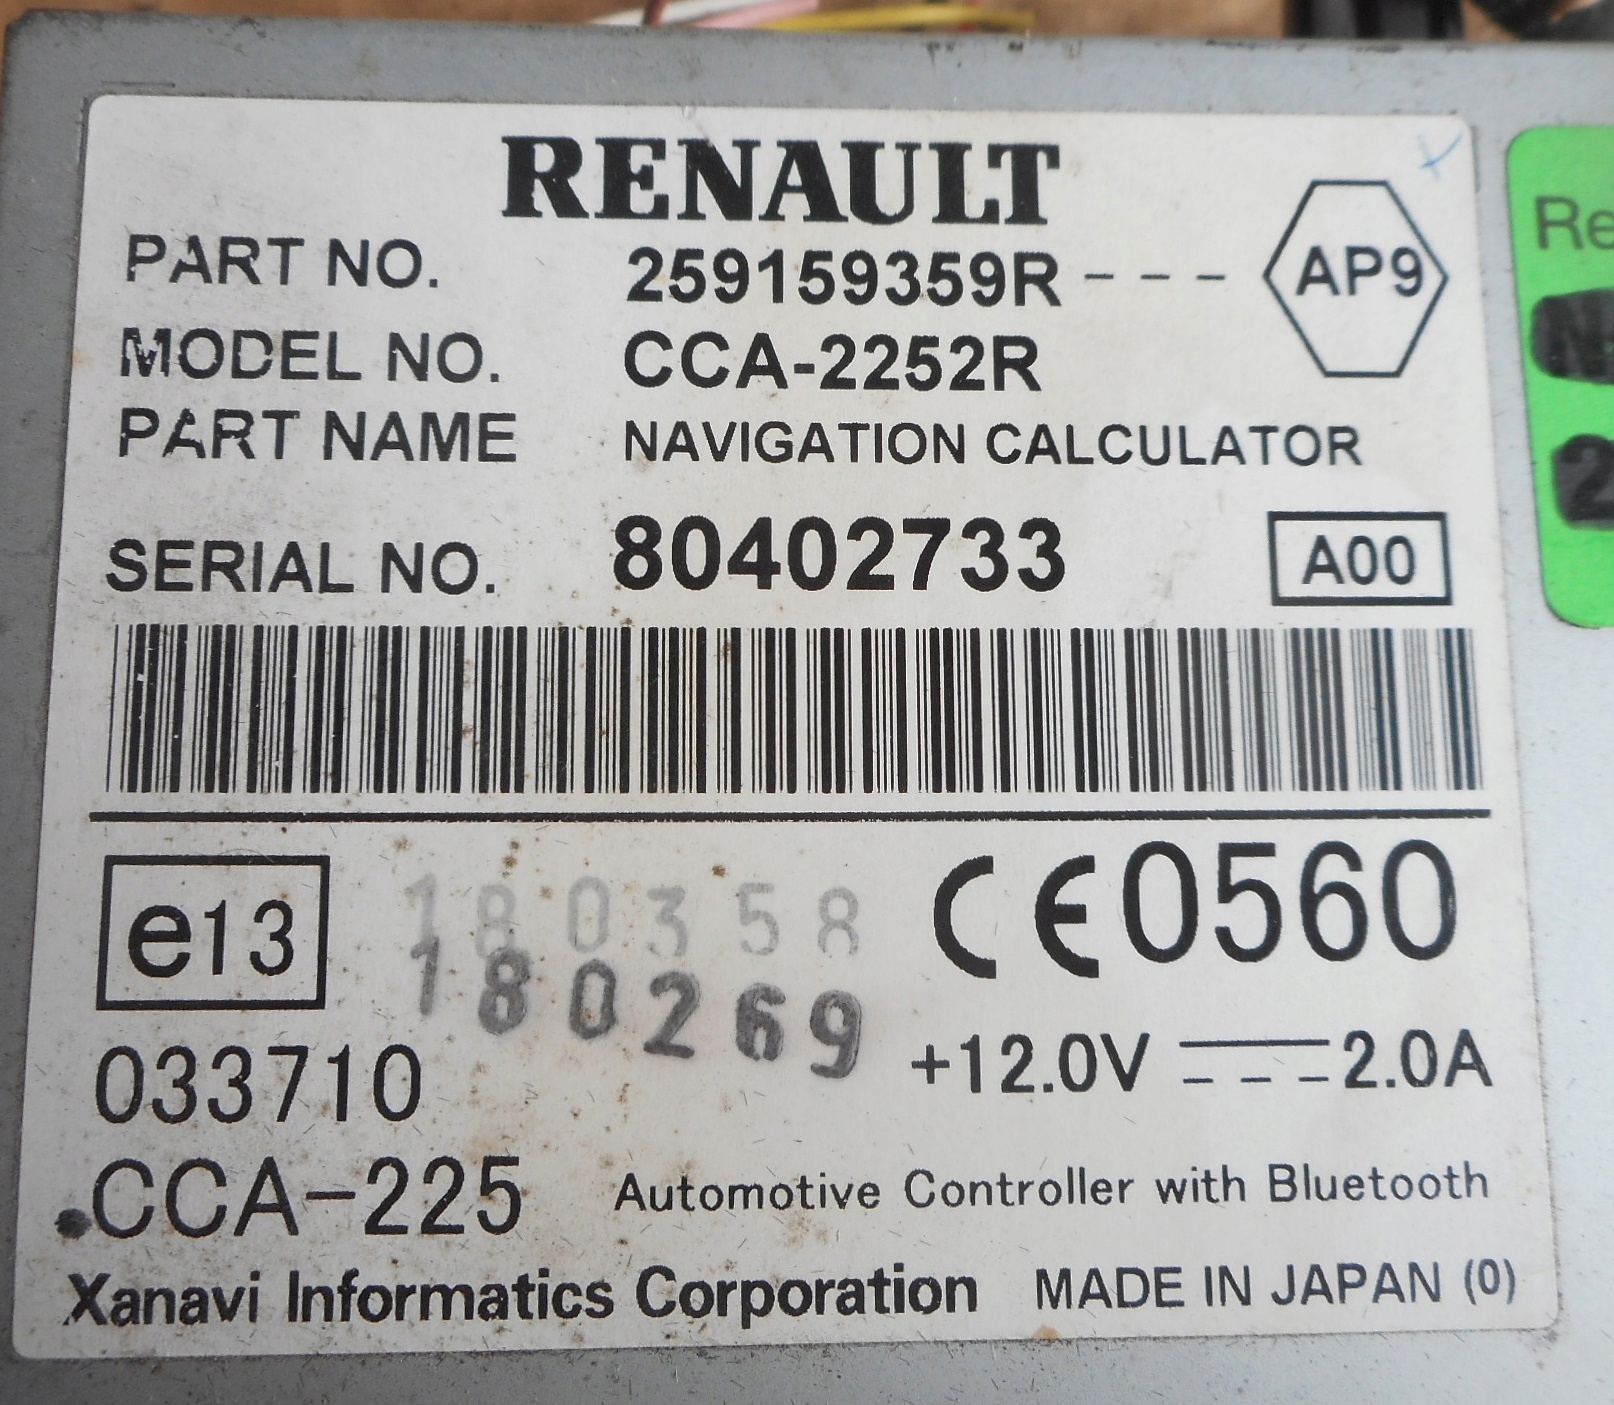 RENAULT
PART NO. 259159359R - - - AP9
MODEL NO. CCA-2252R
PART NAME NAVIGATION CALCULATOR
SERIAL NO. 80402733 A00
e13 180358 CE0560
180269
033710 +12.0V 2.0A
CCA-225 Automotive Controller with Bluetooth
Xanavi Informatics Corporation MADE IN JAPAN (0)
Re
2